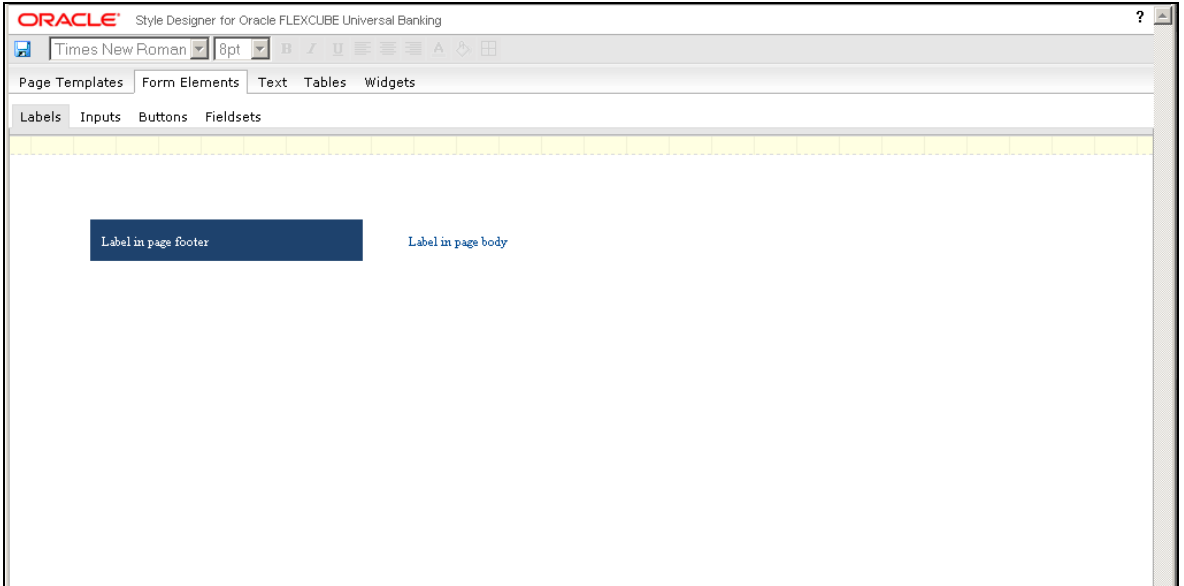 ORACLE® Style Designer for Oracle FLEXCUBE Universal Banking ?
Times New Roman 8pt B I U A
Page Templates Form Elements Text Tables Widgets
Labels Inputs Buttons Fieldsets
Label in page footer Label in page body